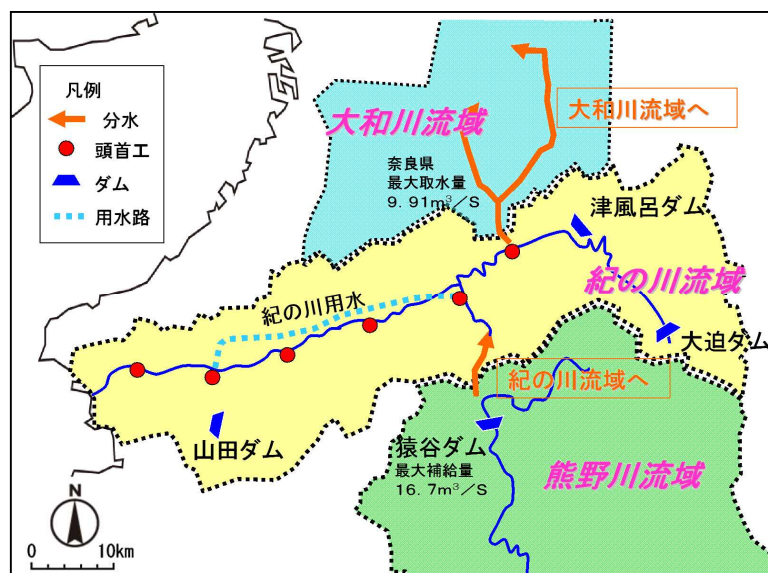 凡例
分水
頭首工
ダム
用水路
大和川流域
大和川流域へ
奈良県
最大取水量
9.91m³/S
津風呂ダム
紀の川流域
紀の川用水
大迫ダム
紀の川流域へ
山田ダム
猿谷ダム
最大補給量
16.7m³/S
熊野川流域
N
0 10km